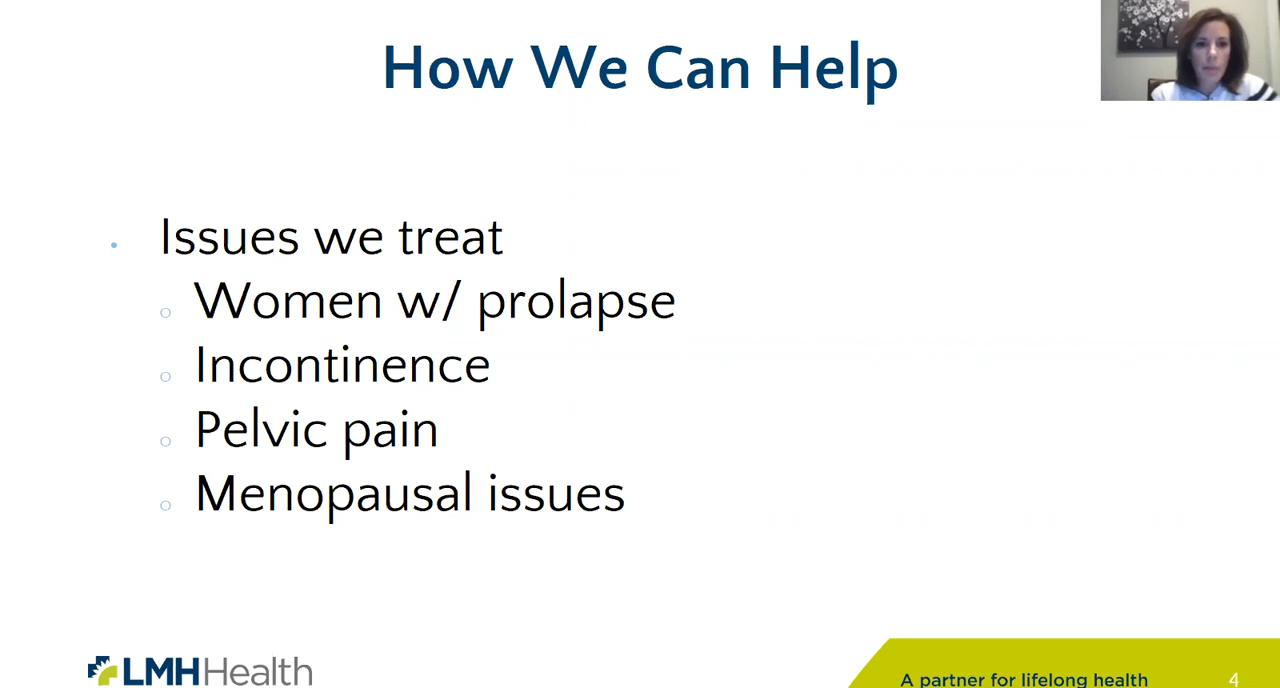 How We Can Help
• Issues we treat
o Women w/ prolapse
o Incontinence
o Pelvic pain
o Menopausal issues
LMH Health
A partner for lifelong health
4